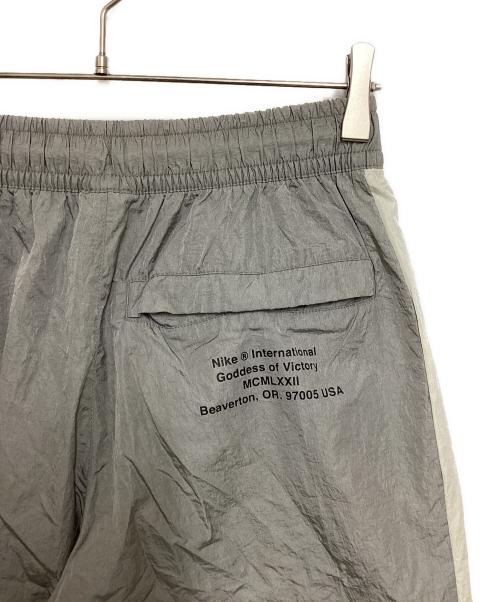 Nike ® International
Goddess of Victory
MCMLXXII
Beaverton, OR. 97005 USA